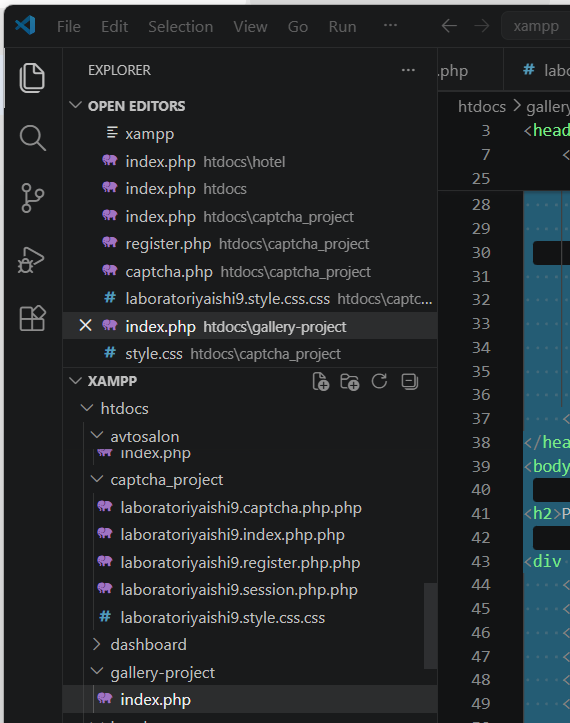 File Edit Selection View Go Run ··· xampp
EXPLORER ···
.php # labo
OPEN EDITORS
xampp
index.php htdocs\hotel
index.php htdocs
index.php htdocs\captcha_project
register.php htdocs\captcha_project
captcha.php htdocs\captcha_project
# laboratoriyaishi9.style.css.css htdocs\captc...
index.php htdocs\gallery-project
# style.css htdocs\captcha_project
XAMPP
htdocs
avtosalon
index.php
captcha_project
laboratoriyaishi9.captcha.php.php
laboratoriyaishi9.index.php.php
laboratoriyaishi9.register.php.php
laboratoriyaishi9.session.php.php
# laboratoriyaishi9.style.css.css
dashboard
gallery-project
index.php
htdocs > gallery
3 <head
7 <
25
28
29
30
31
32
33
34
35
36
37 <
38 </hea
39 <body
40
41 <h2>P
42
43 <div
44 <
45 <
46 <
47 <
48 <
49 <